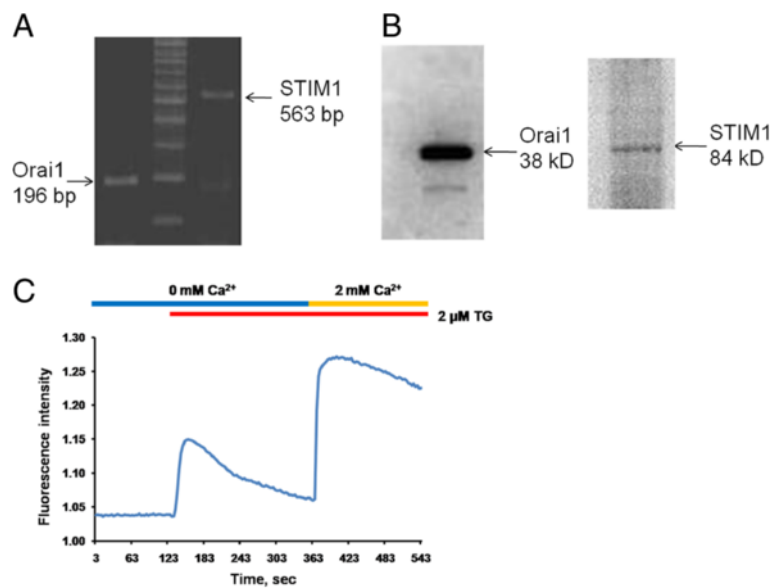 A
STIM1
563 bp
Orai1
196 bp
B
Orai1
38 kD
STIM1
84 kD
C
0 mM Ca²⁺ 2 mM Ca²⁺
2 µM TG
Fluorescence intensity
1.30
1.25
1.20
1.15
1.10
1.05
1.00
3 63 123 183 243 303 363 423 483 543
Time, sec